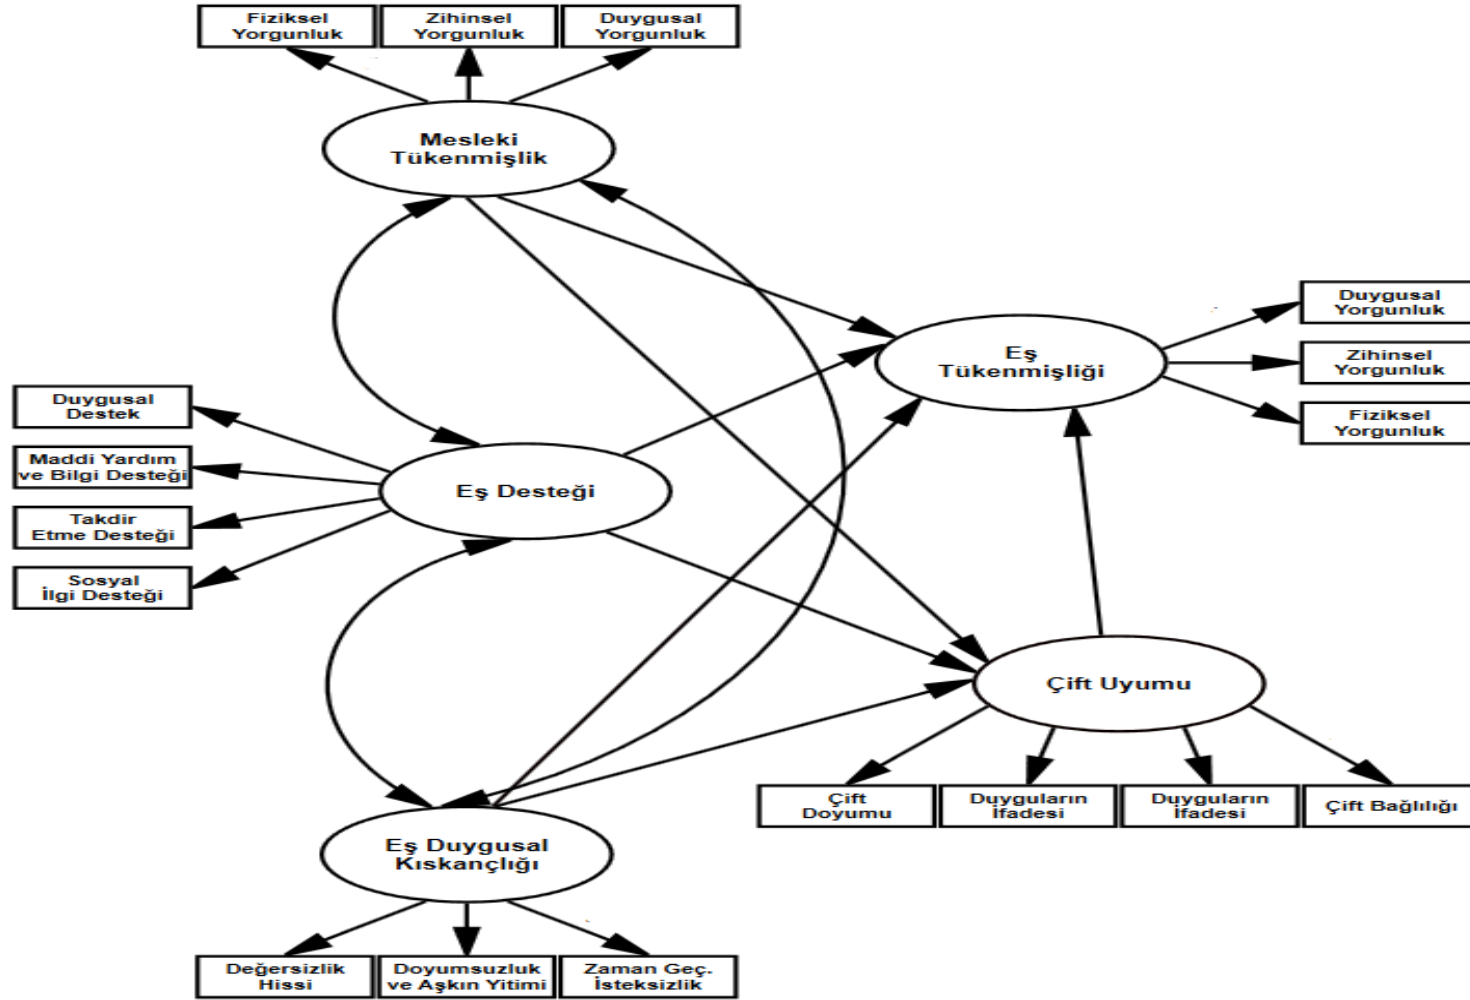 Fiziksel
Yorgunluk
Zihinsel
Yorgunluk
Duygusal
Yorgunluk
Mesleki
Tükenmişlik
Duygusal
Yorgunluk
Eş
Tükenmişliği
Zihinsel
Yorgunluk
Fiziksel
Yorgunluk
Duygusal
Destek
Maddi Yardım
ve Bilgi Desteği
Takdir
Etme Desteği
Sosyal
İlgi Desteği
Eş Desteği
Çift Uyumu
Çift
Doyumu
Duyguların
İfadesi
Duyguların
İfadesi
Çift Bağlılığı
Eş Duygusal
Kıskançlığı
Değersizlik
Hissi
Doyumsuzluk
ve Aşkın Yitimi
Zaman Geç.
İsteksizlik